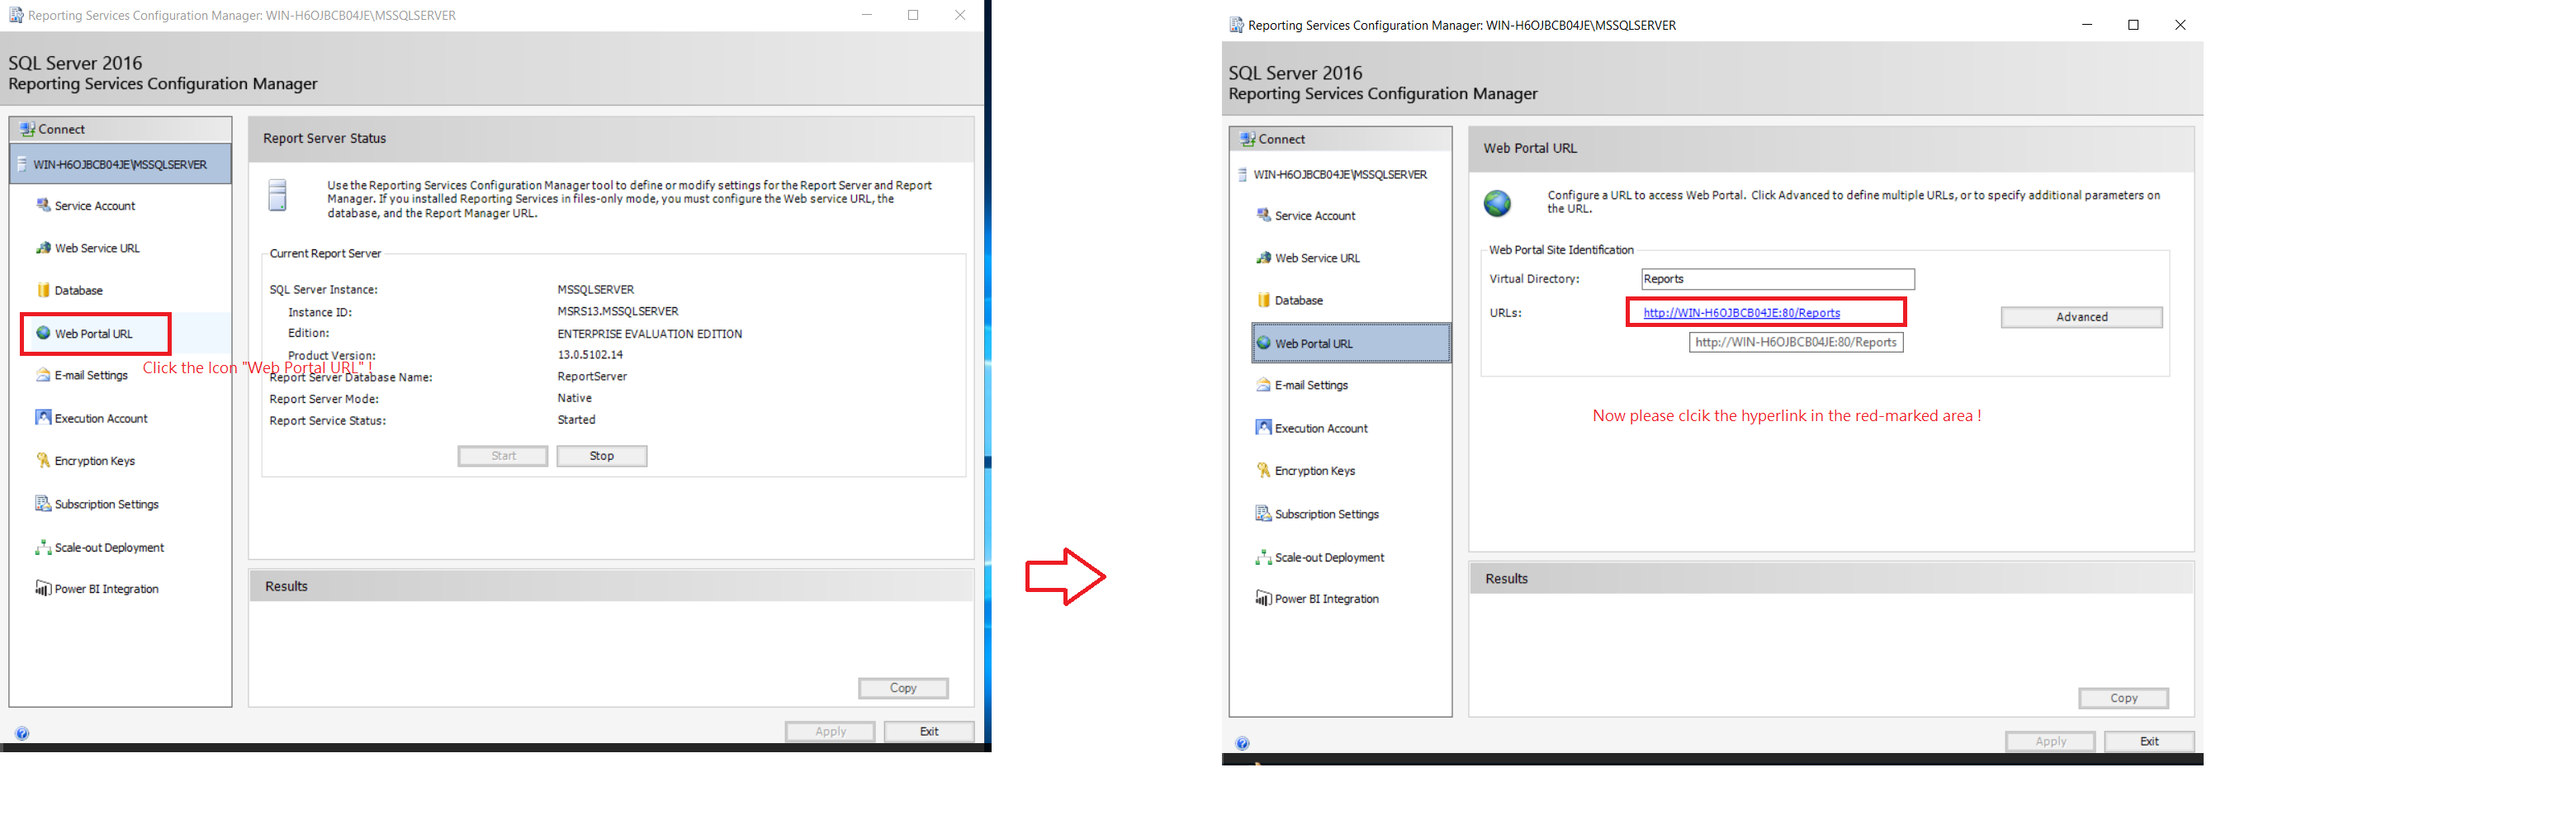 Reporting Services Configuration Manager: WIN-H6OJBCB04JE\MSSQLSERVER
SQL Server 2016
Reporting Services Configuration Manager
Connect
WIN-H6OJBCB04JE\MSSQLSERVER
Service Account
Web Service URL
Database
Web Portal URL
E-mail Settings
Execution Account
Encryption Keys
Subscription Settings
Scale-out Deployment
Power BI Integration
Click the Icon "Web Portal URL" !
Report Server Status
Use the Reporting Services Configuration Manager tool to define or modify settings for the Report Server and Report
Manager. If you installed Reporting Services in files-only mode, you must configure the Web service URL, the
database, and the Report Manager URL.
Current Report Server
SQL Server Instance: MSSQLSERVER
Instance ID: MSRS13.MSSQLSERVER
Edition: ENTERPRISE EVALUATION EDITION
Product Version: 13.0.5102.14
Report Server Database Name: ReportServer
Report Server Mode: Native
Report Service Status: Started
Start Stop
Results
Copy
Apply Exit
Reporting Services Configuration Manager: WIN-H6OJBCB04JE\MSSQLSERVER
SQL Server 2016
Reporting Services Configuration Manager
Connect
WIN-H6OJBCB04JE\MSSQLSERVER
Service Account
Web Service URL
Database
Web Portal URL
E-mail Settings
Execution Account
Encryption Keys
Subscription Settings
Scale-out Deployment
Power BI Integration
Web Portal URL
Configure a URL to access Web Portal. Click Advanced to define multiple URLs, or to specify additional parameters on
the URL.
Web Portal Site Identification
Virtual Directory: Reports
URLs: http://WIN-H6OJBCB04JE:80/Reports Advanced
http://WIN-H6OJBCB04JE:80/Reports
Now please clcik the hyperlink in the red-marked area !
Results
Copy
Apply Exit